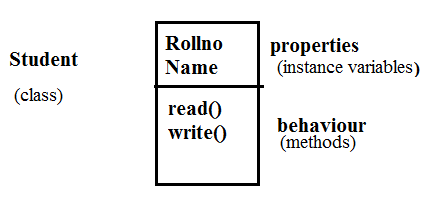 Student
(class)
Rollno
Name
properties
(instance variables)
read()
write()
behaviour
(methods)